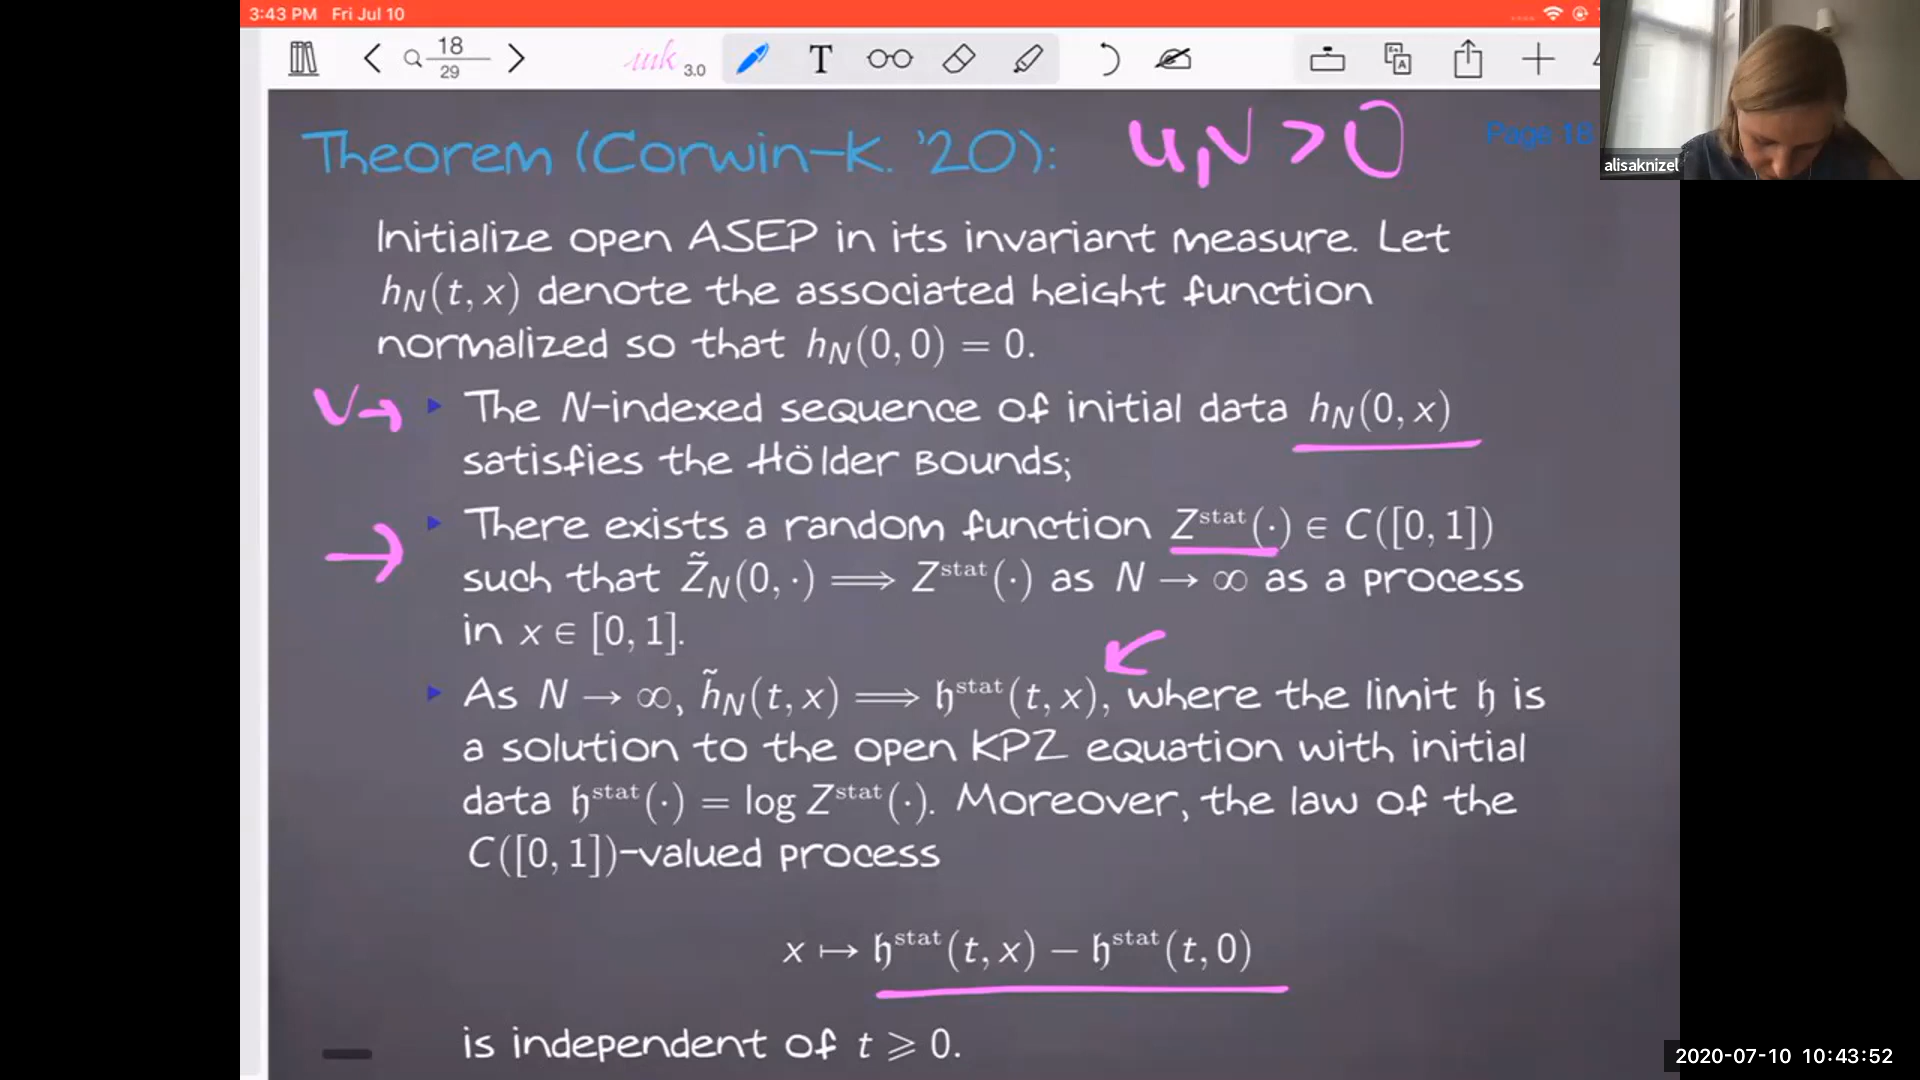 3:43 PM Fri Jul 10
18
29
ink 3.0
T
Theorem (Corwin-K. '20): u,v > 0 Page 18
alisaknizel
Initialize open ASEP in its invariant measure. Let
h_N(t, x) denote the associated height function
normalized so that h_N(0, 0) = 0.
The N-indexed sequence of initial data h_N(0, x)
satisfies the Hölder bounds;
There exists a random function Z^stat(·) ∈ C([0, 1])
such that Z̃_N(0, ·) ⟹ Z^stat(·) as N → ∞ as a process
in x ∈ [0, 1].
As N → ∞, h̃_N(t, x) ⟹ 𝔥^stat(t, x), where the limit 𝔥 is
a solution to the open KPZ equation with initial
data 𝔥^stat(·) = log Z^stat(·). Moreover, the law of the
C([0, 1])-valued process
x ↦ 𝔥^stat(t, x) − 𝔥^stat(t, 0)
is independent of t ⩾ 0.
2020-07-10 10:43:52